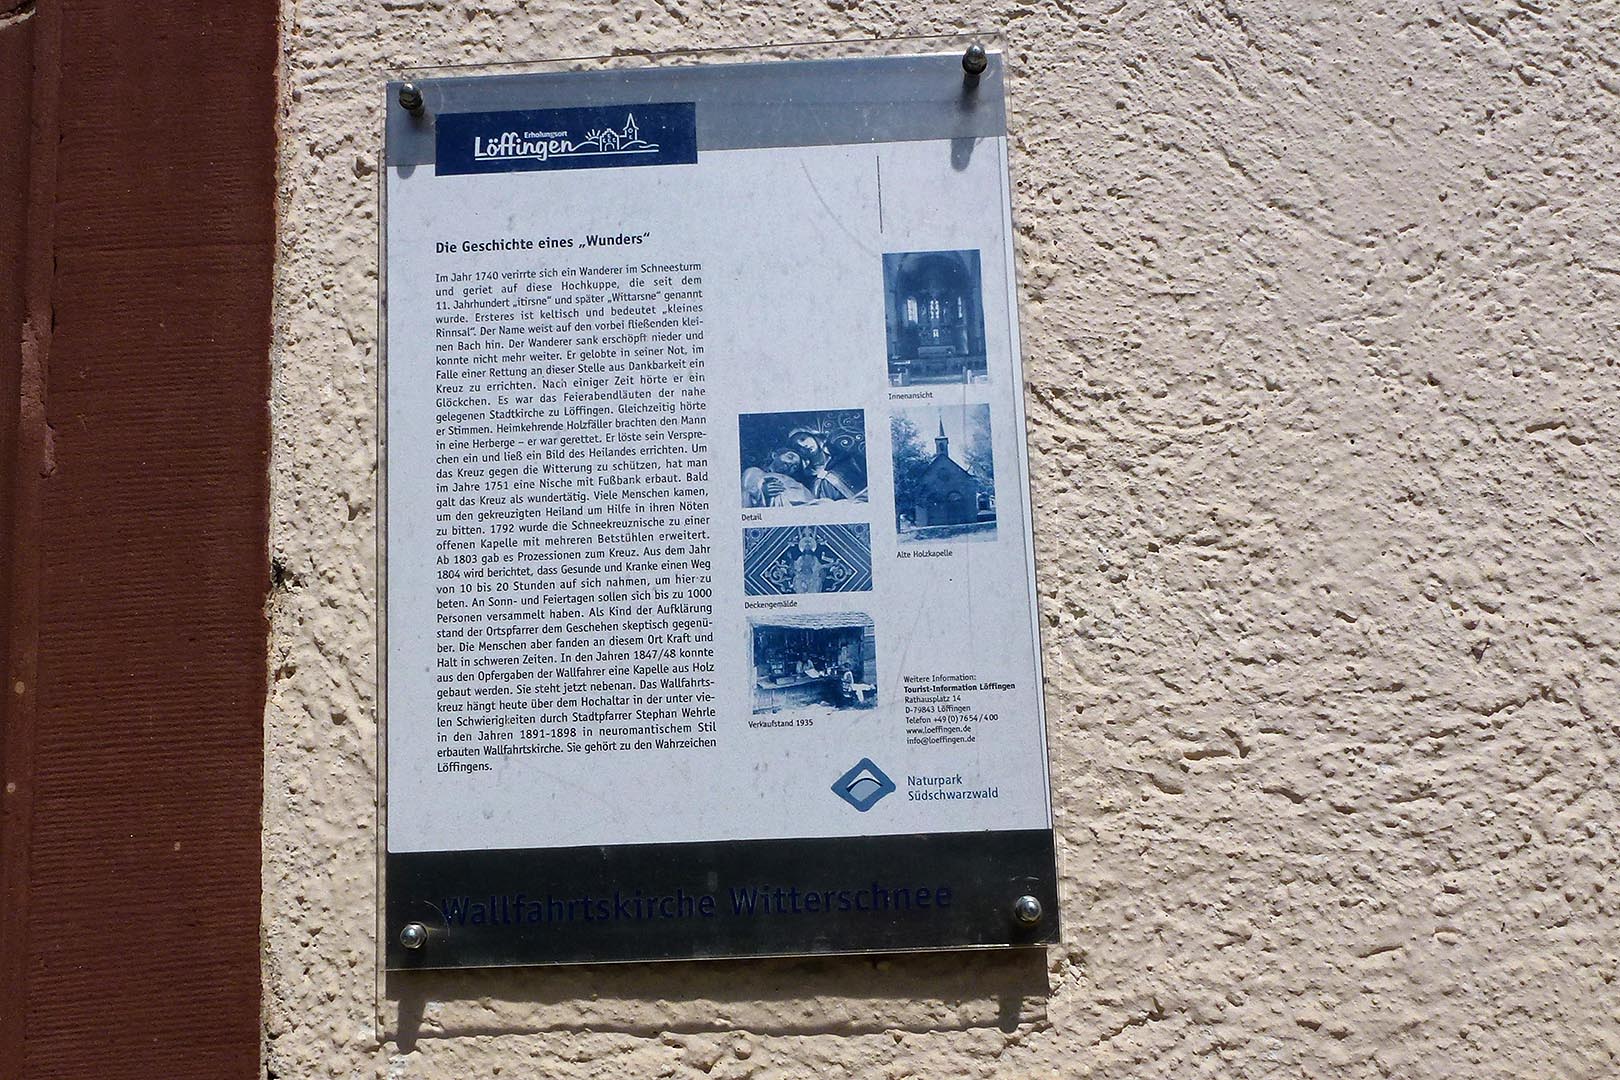 Erholungsort
Löffingen
Die Geschichte eines „Wunders“
Im Jahr 1740 verirrte sich ein Wanderer im Schneesturm
und geriet auf diese Hochkuppe, die seit dem
11. Jahrhundert „itirsne“ und später „Wittarsne“ genannt
wurde. Ersteres ist keltisch und bedeutet „kleines
Rinnsal“. Der Name weist auf den vorbei fließenden klei-
nen Bach hin. Der Wanderer sank erschöpft nieder und
konnte nicht mehr weiter. Er gelobte in seiner Not, im
Falle einer Rettung an dieser Stelle aus Dankbarkeit ein
Kreuz zu errichten. Nach einiger Zeit hörte er ein
Glöckchen. Es war das Feierabendläuten der nahe
gelegenen Stadtkirche zu Löffingen. Gleichzeitig hörte
er Stimmen. Heimkehrende Holzfäller brachten den Mann
in eine Herberge – er war gerettet. Er löste sein Verspre-
chen ein und ließ ein Bild des Heilandes errichten. Um
das Kreuz gegen die Witterung zu schützen, hat man
im Jahre 1751 eine Nische mit Fußbank erbaut. Bald
galt das Kreuz als wundertätig. Viele Menschen kamen,
um den gekreuzigten Heiland um Hilfe in ihren Nöten
zu bitten. 1792 wurde die Schneekreuznische zu einer
offenen Kapelle mit mehreren Betstühlen erweitert.
Ab 1803 gab es Prozessionen zum Kreuz. Aus dem Jahr
1804 wird berichtet, dass Gesunde und Kranke einen Weg
von 10 bis 20 Stunden auf sich nahmen, um hier zu
beten. An Sonn- und Feiertagen sollen sich bis zu 1000
Personen versammelt haben. Als Kind der Aufklärung
stand der Ortspfarrer dem Geschehen skeptisch gegenü-
ber. Die Menschen aber fanden an diesem Ort Kraft und
Halt in schweren Zeiten. In den Jahren 1847/48 konnte
aus den Opfergaben der Wallfahrer eine Kapelle aus Holz
gebaut werden. Sie steht jetzt nebenan. Das Wallfahrts-
kreuz hängt heute über dem Hochaltar in der unter vie-
len Schwierigkeiten durch Stadtpfarrer Stephan Wehrle
in den Jahren 1891-1898 in neuromantischem Stil
erbauten Wallfahrtskirche. Sie gehört zu den Wahrzeichen
Löffingens.
Innenansicht
Detail
Alte Holzkapelle
Deckengemälde
Verkaufstand 1935
Weitere Information:
Tourist-Information Löffingen
Rathausplatz 14
D-79843 Löffingen
Telefon +49 (0) 76 54 / 4 00
www.loeffingen.de
info@loeffingen.de
Naturpark
Südschwarzwald
Wallfahrtskirche Witterschnee